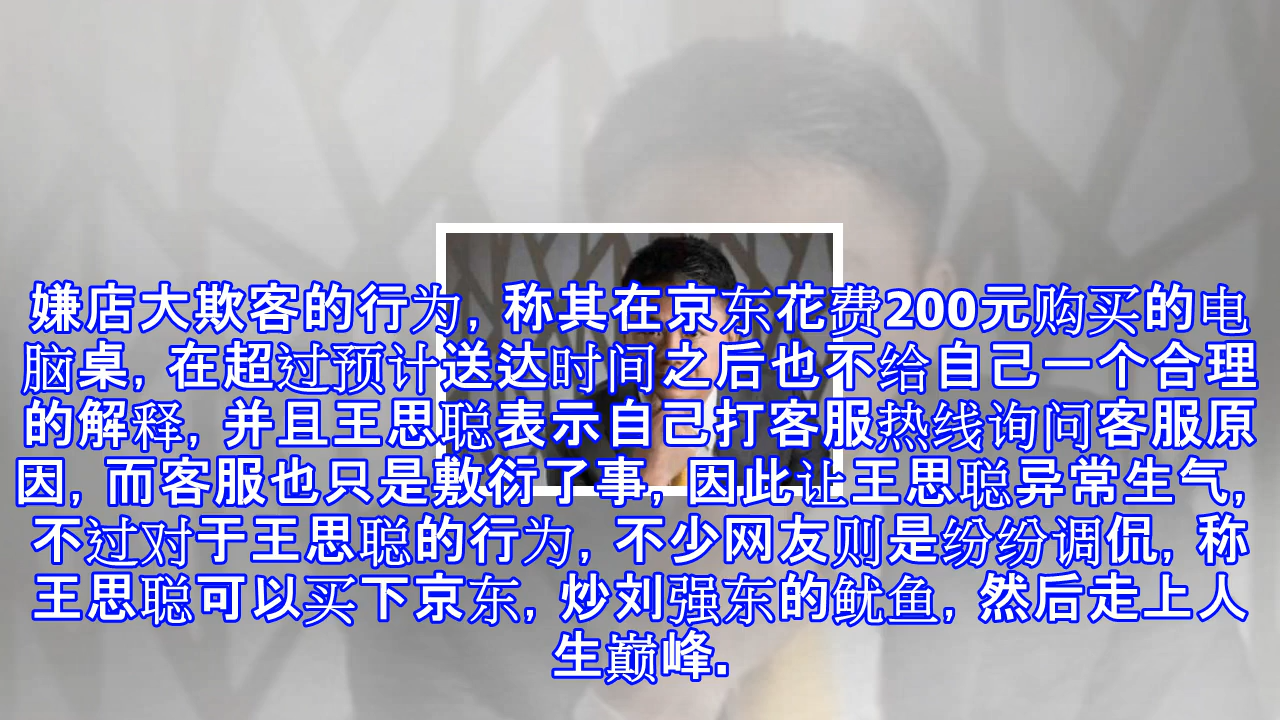 嫌店大欺客的行为, 称其在京东花费200元购买的电
脑桌, 在超过预计送达时间之后也不给自己一个合理
的解释, 并且王思聪表示自己打客服热线询问客服原
因, 而客服也只是敷衍了事, 因此让王思聪异常生气,
不过对于王思聪的行为, 不少网友则是纷纷调侃, 称
王思聪可以买下京东, 炒刘强东的鱿鱼, 然后走上人
生巅峰.